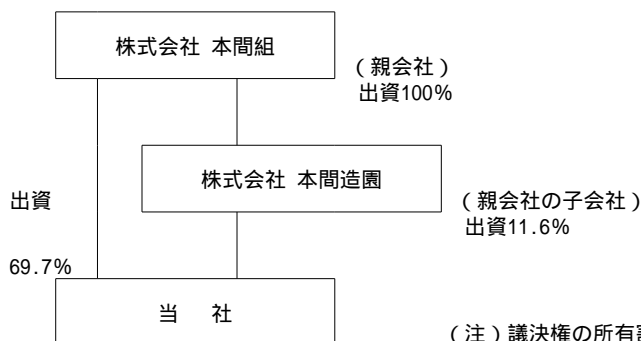 株式会社 本間組
(親会社)
出資100%
株式会社 本間造園
出資
(親会社の子会社)
出資11.6%
69.7%
当 社
(注)議決権の所有